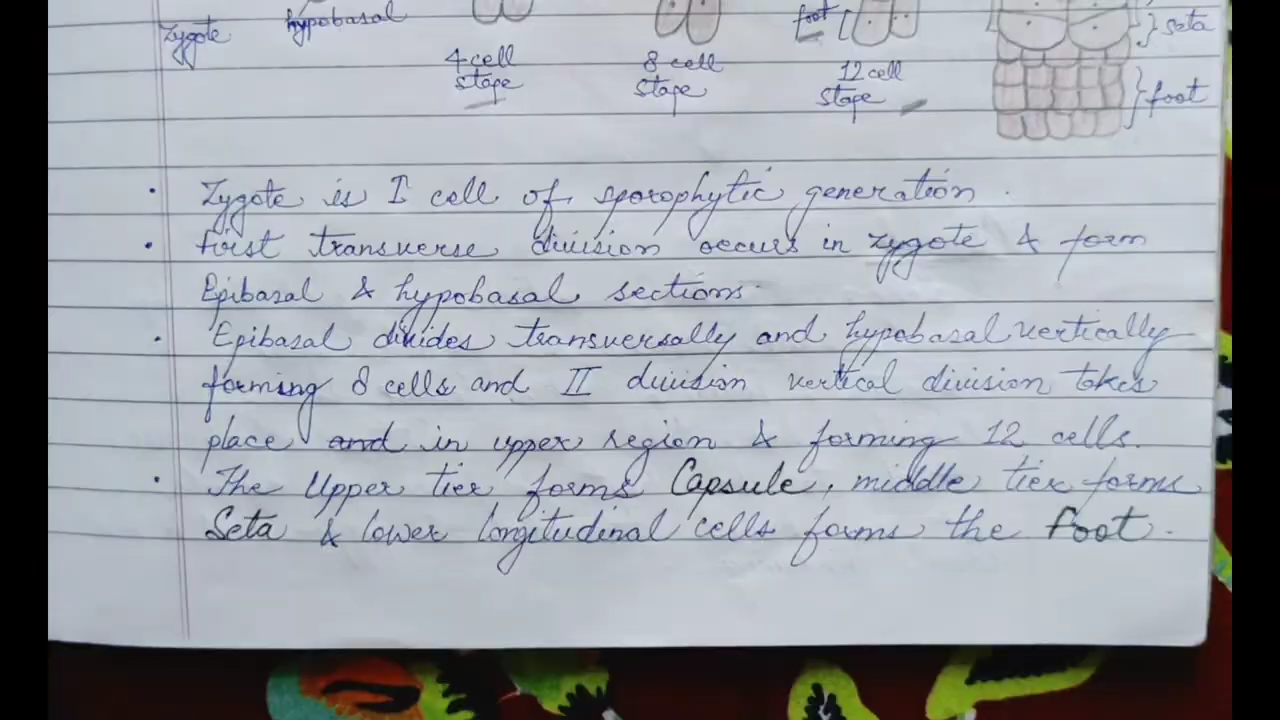 Zygote
hypobasal
foot
seta
4 cell
stage
8 cell
stage
12 cell
stage
foot
• Zygote is I cell of sporophytic generation.
• first transverse division occurs in zygote & form
Epibasal & hypobasal sections.
• Epibasal divides transversally and hypobasal vertically
forming 8 cells and II division vertical division takes
place and in upper region & forming 12 cells.
• The Upper tier forms Capsule, middle tier forms
Seta & lower longitudinal cells forms the foot.